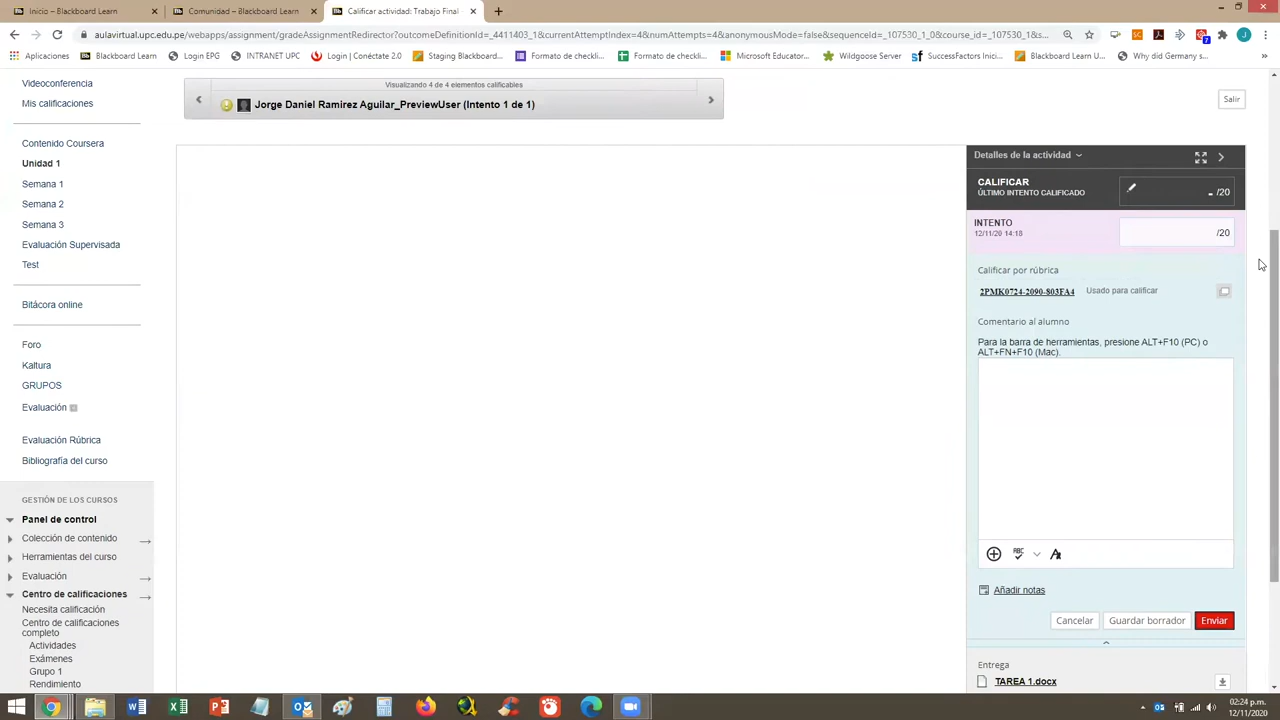 Inicio – Blackboard Learn
Comunidad – Blackboard Learn
Calificar actividad: Trabajo Final
aulavirtual.upc.edu.pe/webapps/assignment/gradeAssignmentRedirector?outcomeDefinitionId=_4411403_1&currentAttemptIndex=4&numAttempts=4&anonymousMode=false&sequenceId=_107530_1_0&course_id=_107530_1&s...
Aplicaciones
Blackboard Learn
Login EPG
INTRANET UPC
Login | Conéctate 2.0
Staging Blackboard...
Formato de checkli...
Formato de checkli...
Microsoft Educator...
Wildgoose Server
SuccessFactors Inici...
Blackboard Learn U...
Why did Germany s...
Videoconferencia
Mis calificaciones
Contenido Coursera
Unidad 1
Semana 1
Semana 2
Semana 3
Evaluación Supervisada
Test
Bitácora online
Foro
Kaltura
GRUPOS
Evaluación
Evaluación Rúbrica
Bibliografía del curso
GESTIÓN DE LOS CURSOS
Panel de control
Colección de contenido
Herramientas del curso
Evaluación
Centro de calificaciones
Necesita calificación
Centro de calificaciones
completo
Actividades
Exámenes
Grupo 1
Rendimiento
Visualizando 4 de 4 elementos calificables
Jorge Daniel Ramirez Aguilar_PreviewUser (Intento 1 de 1)
Salir
Detalles de la actividad
CALIFICAR
ÚLTIMO INTENTO CALIFICADO
- /20
INTENTO
12/11/20 14:18
/20
Calificar por rúbrica
2PMK0724-2090-803FA4
Usado para calificar
Comentario al alumno
Para la barra de herramientas, presione ALT+F10 (PC) o
ALT+FN+F10 (Mac).
ABC
Añadir notas
Cancelar
Guardar borrador
Enviar
Entrega
TAREA 1.docx
02:24 p.m.
12/11/2020